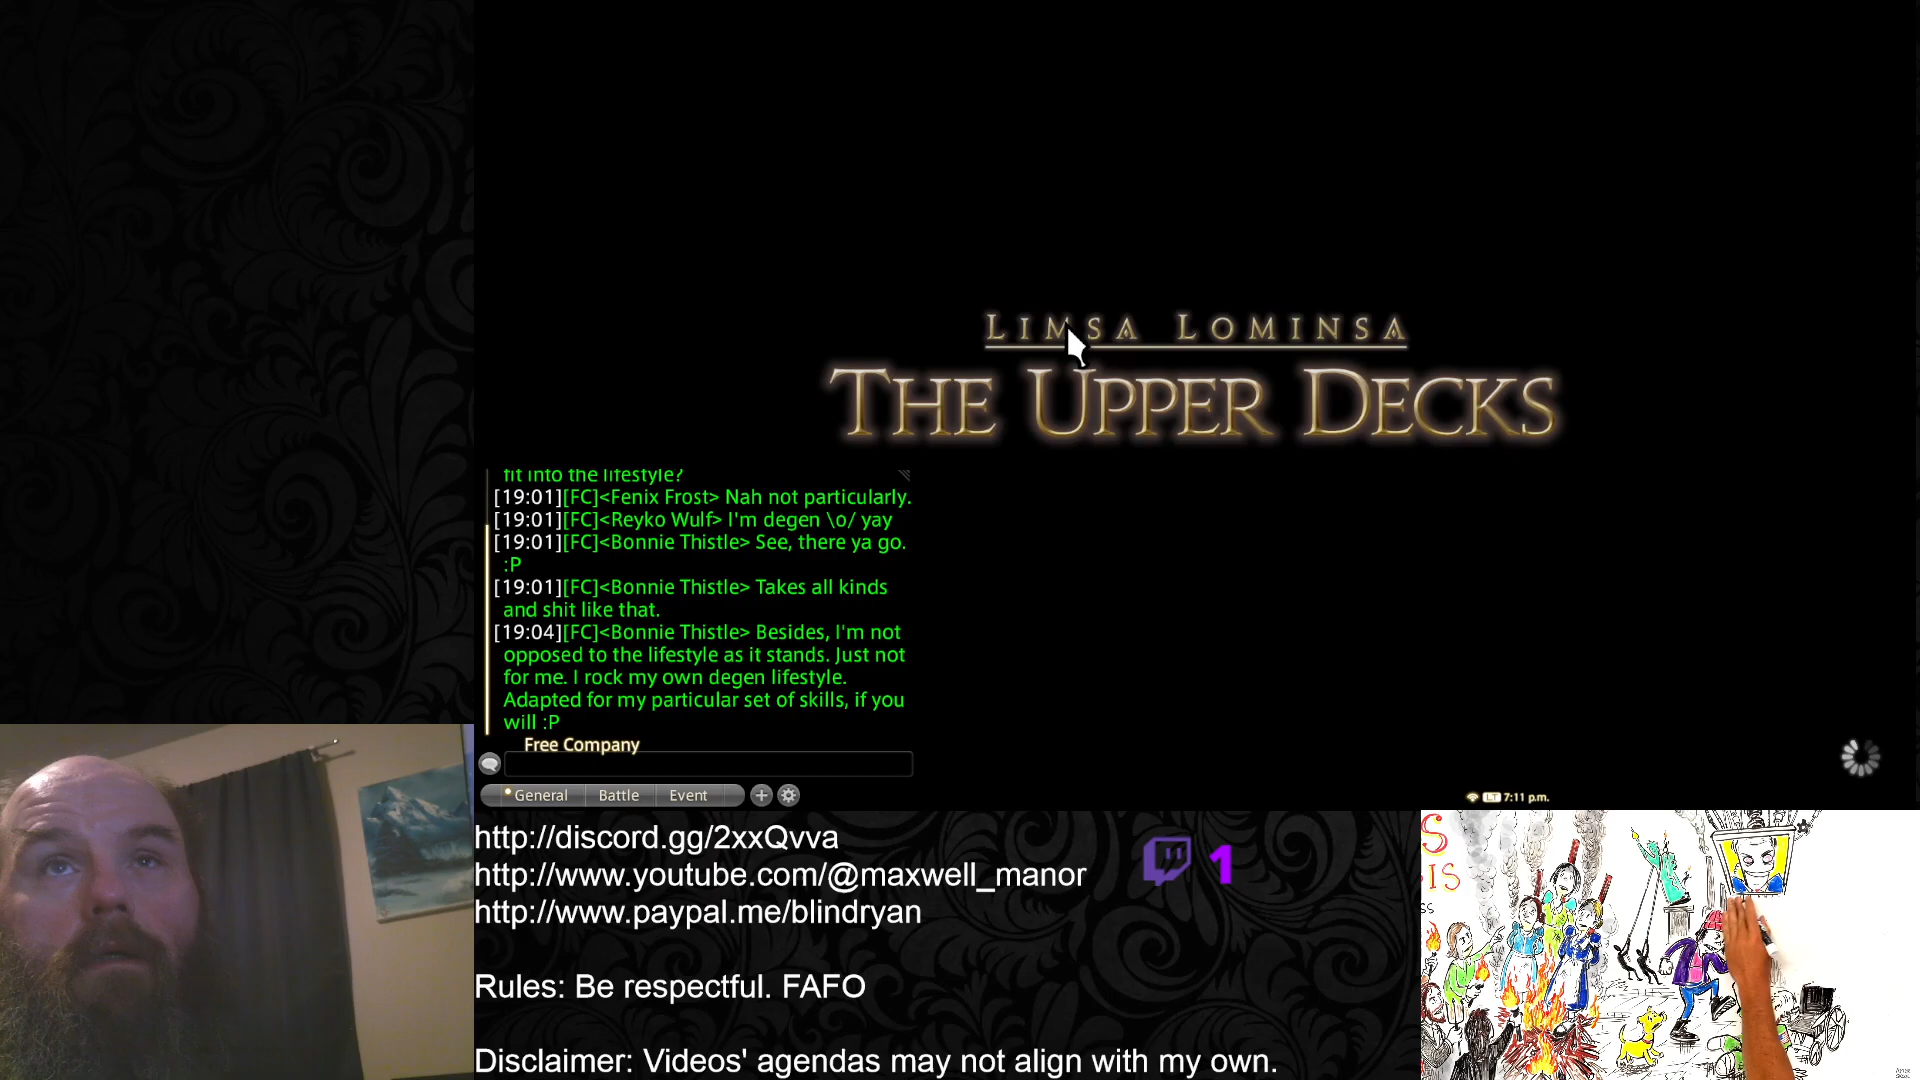 LIMSA LOMINSA
THE UPPER DECKS
fit into the lifestyle?
[19:01][FC]<Fenix Frost> Nah not particularly.
[19:01][FC]<Reyko Wulf> I'm degen \o/ yay
[19:01][FC]<Bonnie Thistle> See, there ya go.
:P
[19:01][FC]<Bonnie Thistle> Takes all kinds
and shit like that.
[19:04][FC]<Bonnie Thistle> Besides, I'm not
opposed to the lifestyle as it stands. Just not
for me. I rock my own degen lifestyle.
Adapted for my particular set of skills, if you
will :P
Free Company
General Battle Event
LT 7:11 p.m.
http://discord.gg/2xxQvva
http://www.youtube.com/@maxwell_manor
http://www.paypal.me/blindryan
1
Rules: Be respectful. FAFO
Disclaimer: Videos' agendas may not align with my own.
S
IS
SS